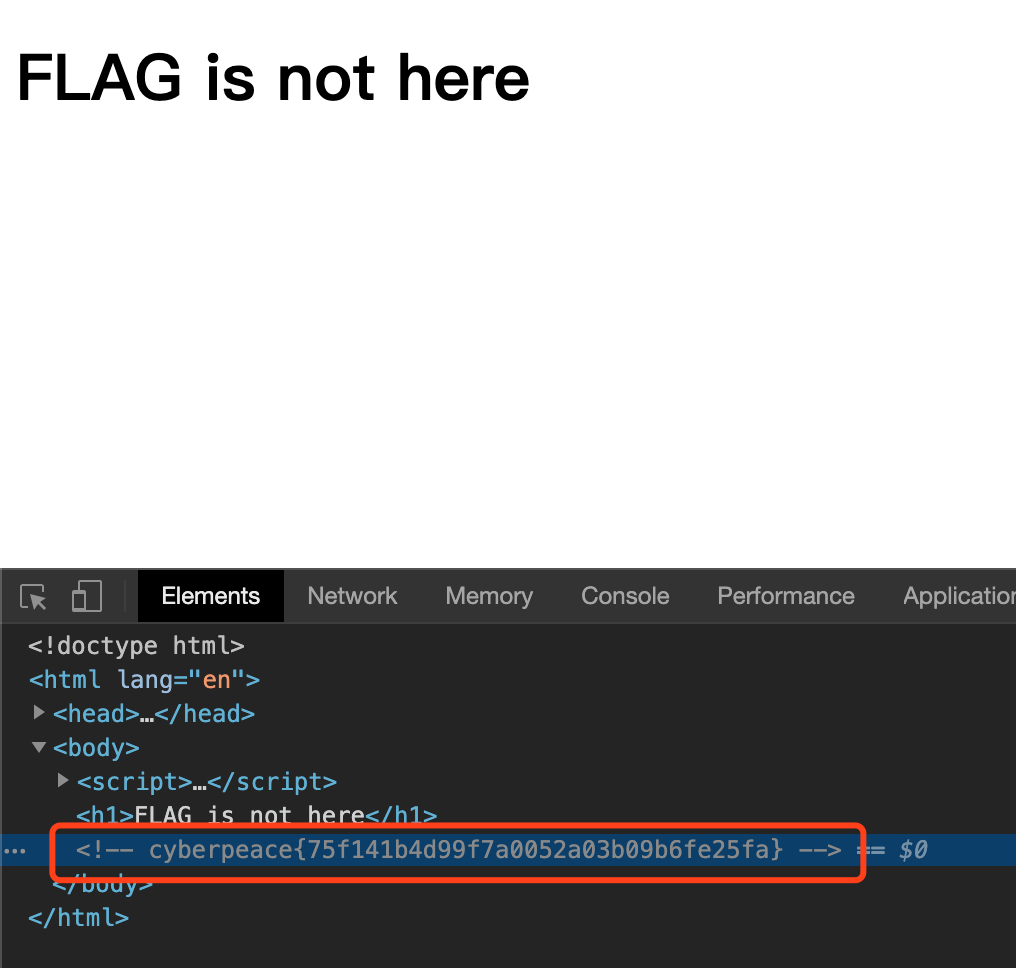 FLAG is not here
Elements Network Memory Console Performance Application
<!doctype html>
<html lang="en">
<head>…</head>
<body>
<script>…</script>
<h1>FLAG is not here</h1>
<!-- cyberpeace{75f141b4d99f7a0052a03b09b6fe25fa} --> == $0
</body>
</html>